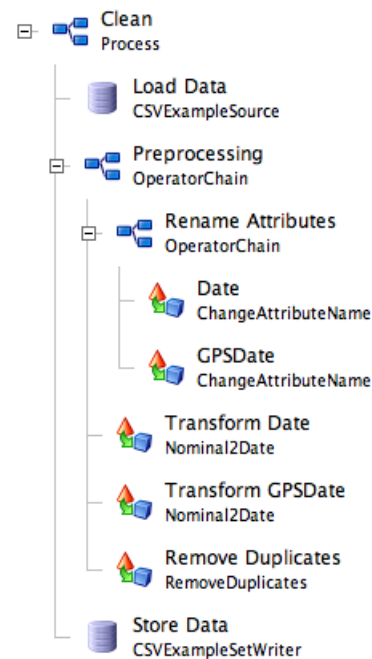 Clean
Process
Load Data
CSVExampleSource
Preprocessing
OperatorChain
Rename Attributes
OperatorChain
Date
ChangeAttributeName
GPSDate
ChangeAttributeName
Transform Date
Nominal2Date
Transform GPSDate
Nominal2Date
Remove Duplicates
RemoveDuplicates
Store Data
CSVExampleSetWriter